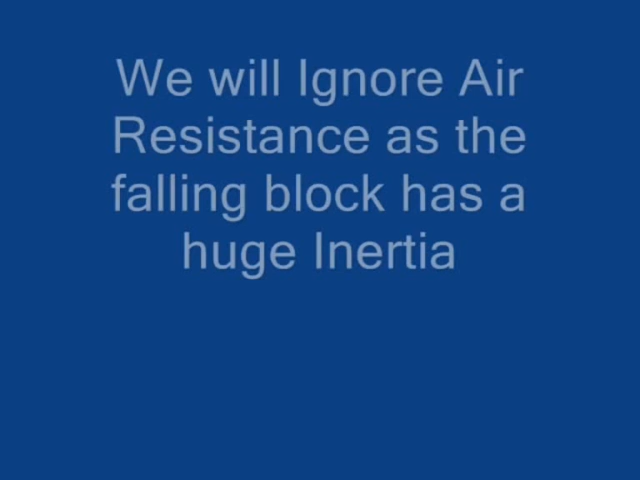 We will Ignore Air
Resistance as the
falling block has a
huge Inertia